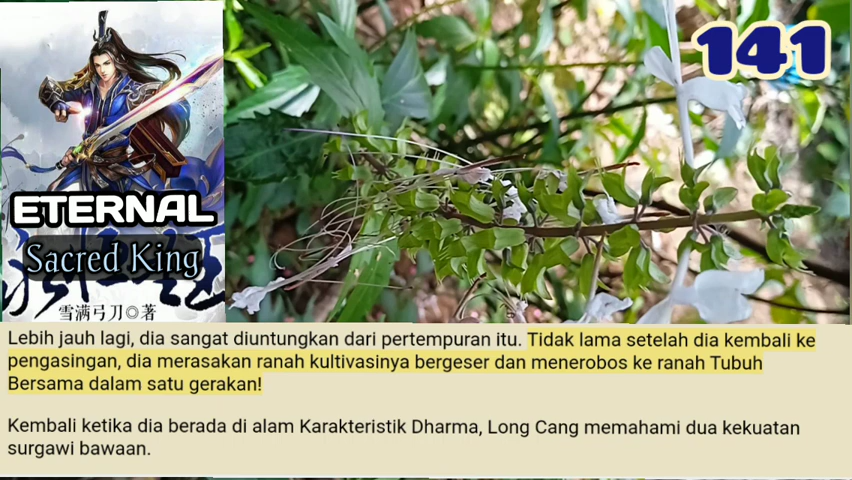 141
ETERNAL
Sacred King
雪满弓刀◎著
Lebih jauh lagi, dia sangat diuntungkan dari pertempuran itu. Tidak lama setelah dia kembali ke
pengasingan, dia merasakan ranah kultivasinya bergeser dan menerobos ke ranah Tubuh
Bersama dalam satu gerakan!
Kembali ketika dia berada di alam Karakteristik Dharma, Long Cang memahami dua kekuatan
surgawi bawaan.